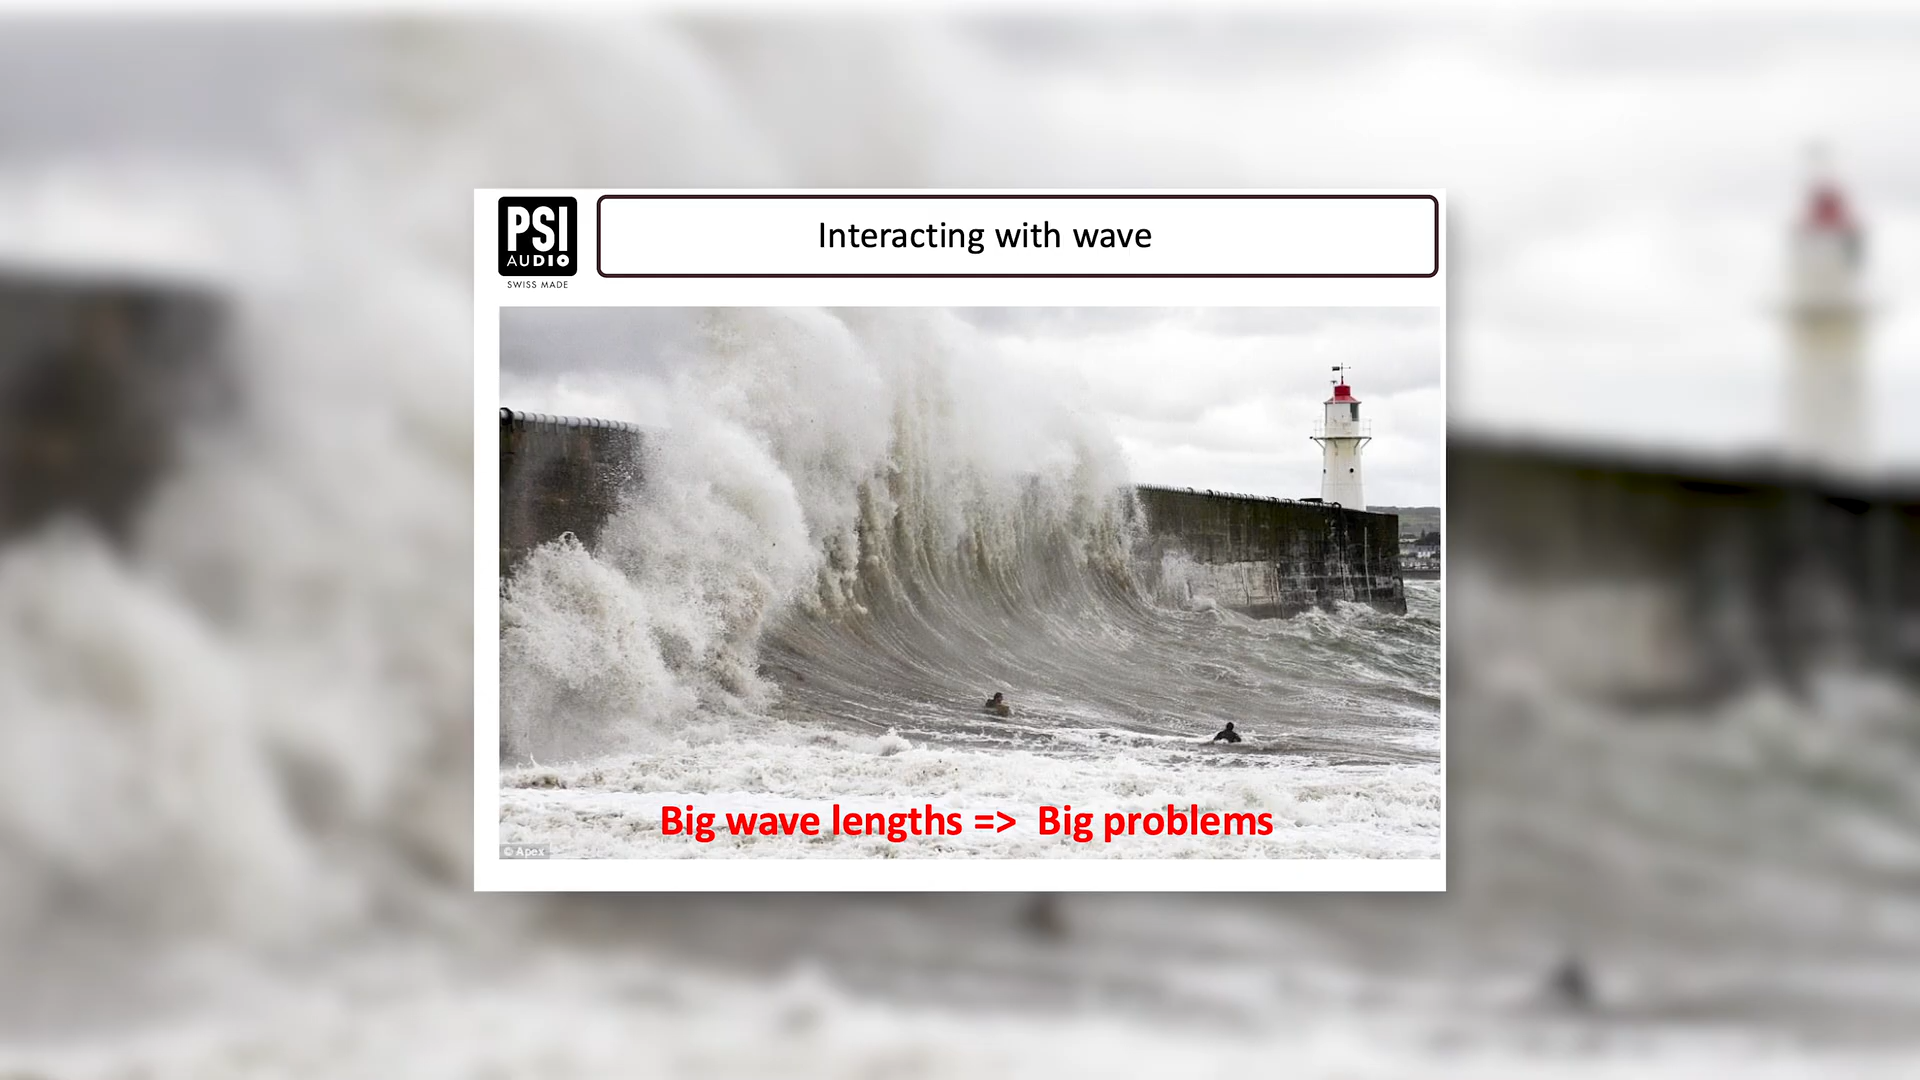 PSI
AUDIO
SWISS MADE
Interacting with wave
Big wave lengths => Big problems
© Apex